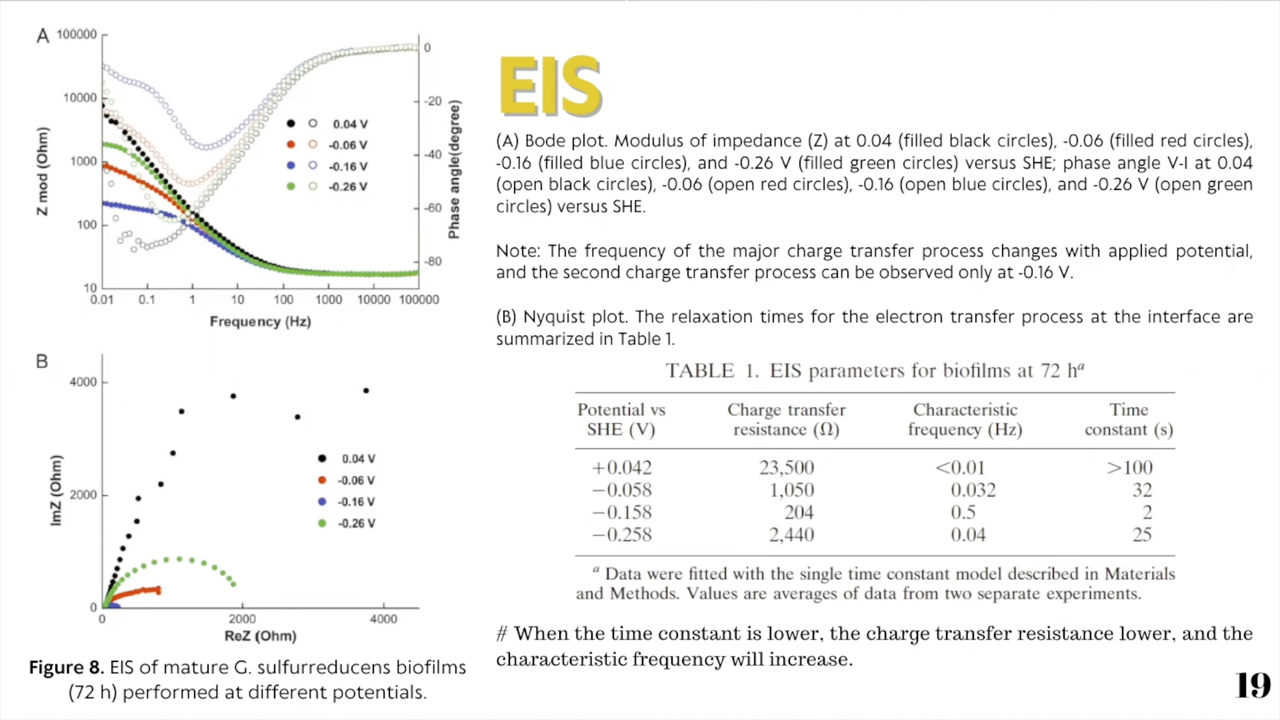 A
100000
10000
1000
100
10
Z mod (Ohm)
0
-20
-40
-60
-80
Phase angle(degree)
0.04 V
-0.06 V
-0.16 V
-0.26 V
0.01 0.1 1 10 100 1000 10000 100000
Frequency (Hz)
B
4000
2000
0
ImZ (Ohm)
0.04 V
-0.06 V
-0.16 V
-0.26 V
0 2000 4000
ReZ (Ohm)
Figure 8. EIS of mature G. sulfurreducens biofilms
(72 h) performed at different potentials.
EIS
(A) Bode plot. Modulus of impedance (Z) at 0.04 (filled black circles), -0.06 (filled red circles),
-0.16 (filled blue circles), and -0.26 V (filled green circles) versus SHE; phase angle V-I at 0.04
(open black circles), -0.06 (open red circles), -0.16 (open blue circles), and -0.26 V (open green
circles) versus SHE.
Note: The frequency of the major charge transfer process changes with applied potential,
and the second charge transfer process can be observed only at -0.16 V.
(B) Nyquist plot. The relaxation times for the electron transfer process at the interface are
summarized in Table 1.
TABLE 1. EIS parameters for biofilms at 72 hᵃ
Potential vs Charge transfer Characteristic Time
SHE (V) resistance (Ω) frequency (Hz) constant (s)
+0.042 23,500 <0.01 >100
−0.058 1,050 0.032 32
−0.158 204 0.5 2
−0.258 2,440 0.04 25
ᵃ Data were fitted with the single time constant model described in Materials
and Methods. Values are averages of data from two separate experiments.
# When the time constant is lower, the charge transfer resistance lower, and the
characteristic frequency will increase.
19